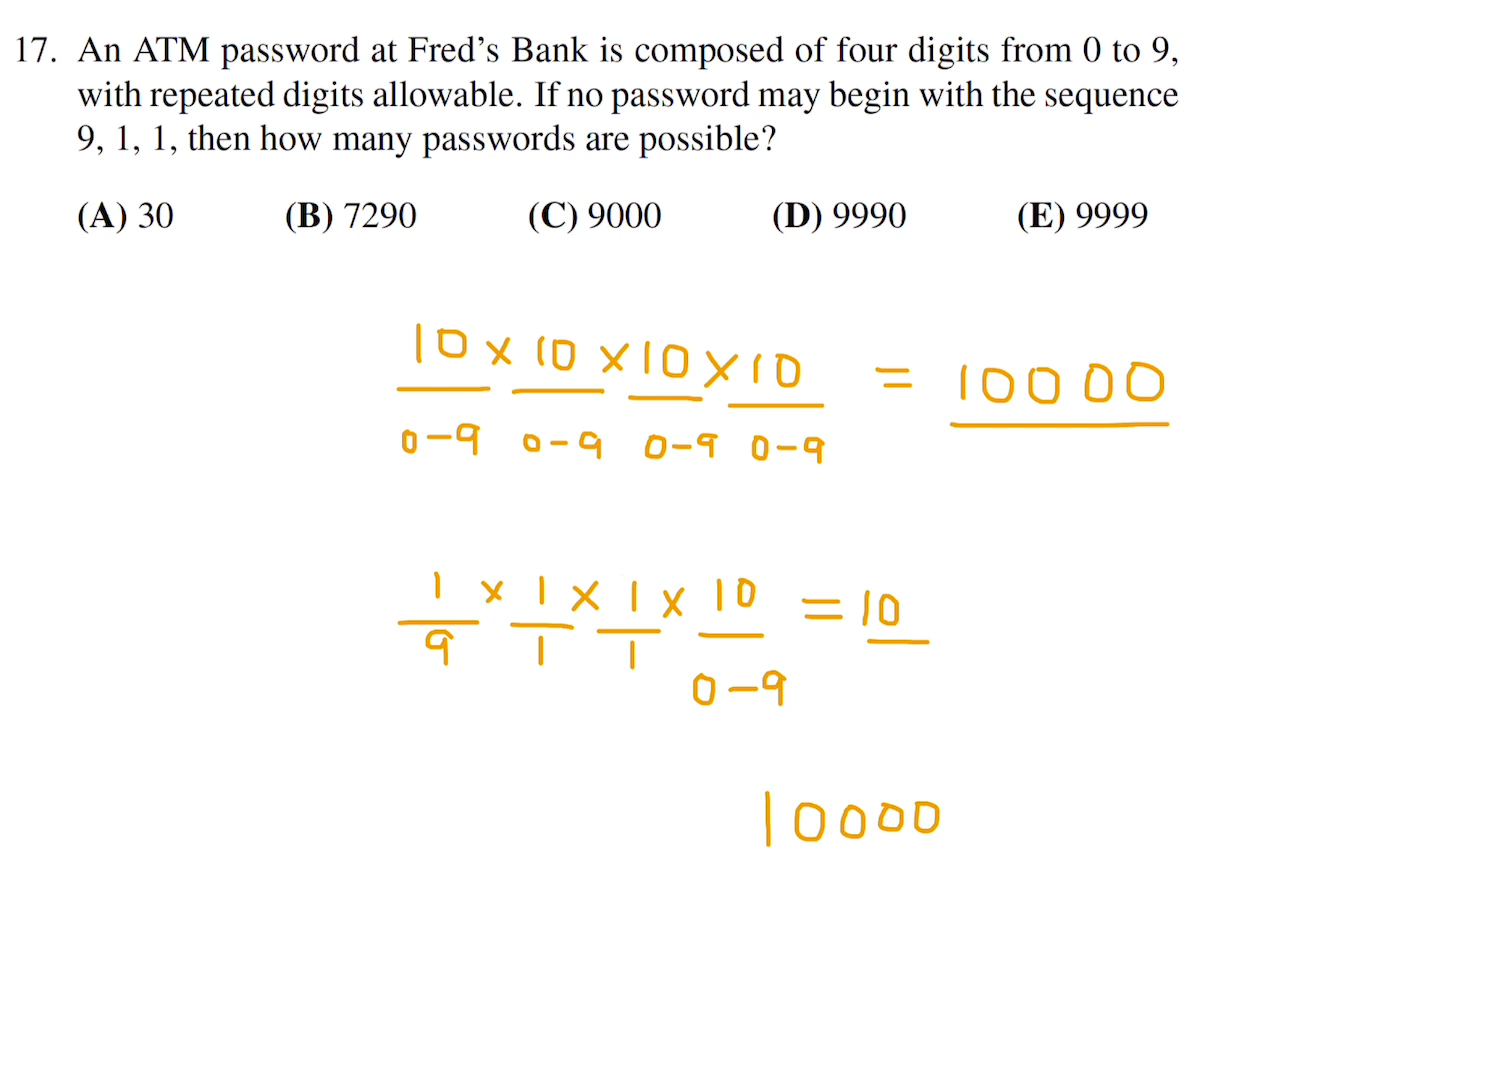 17. An ATM password at Fred's Bank is composed of four digits from 0 to 9,
with repeated digits allowable. If no password may begin with the sequence
9, 1, 1, then how many passwords are possible?
(A) 30 (B) 7290 (C) 9000 (D) 9990 (E) 9999
10 × 10 × 10 × 10 = 10000
0-9 0-9 0-9 0-9
1 × 1 × 1 × 10 = 10
9 1 1 0-9
10000